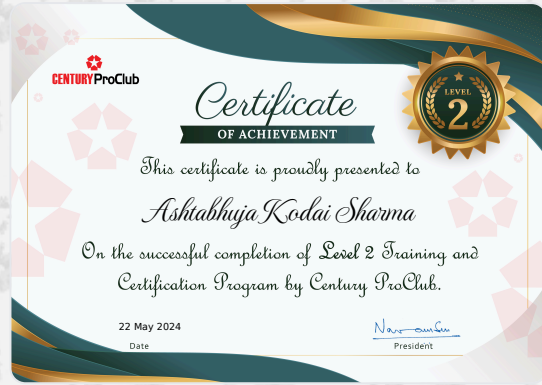 CENTURY ProClub
LEVEL
2
Certificate
OF ACHIEVEMENT
This certificate is proudly presented to
Ashtabhuja Kodai Sharma
On the successful completion of Level 2 Training and
Certification Program by Century ProClub.
22 May 2024
Date
President